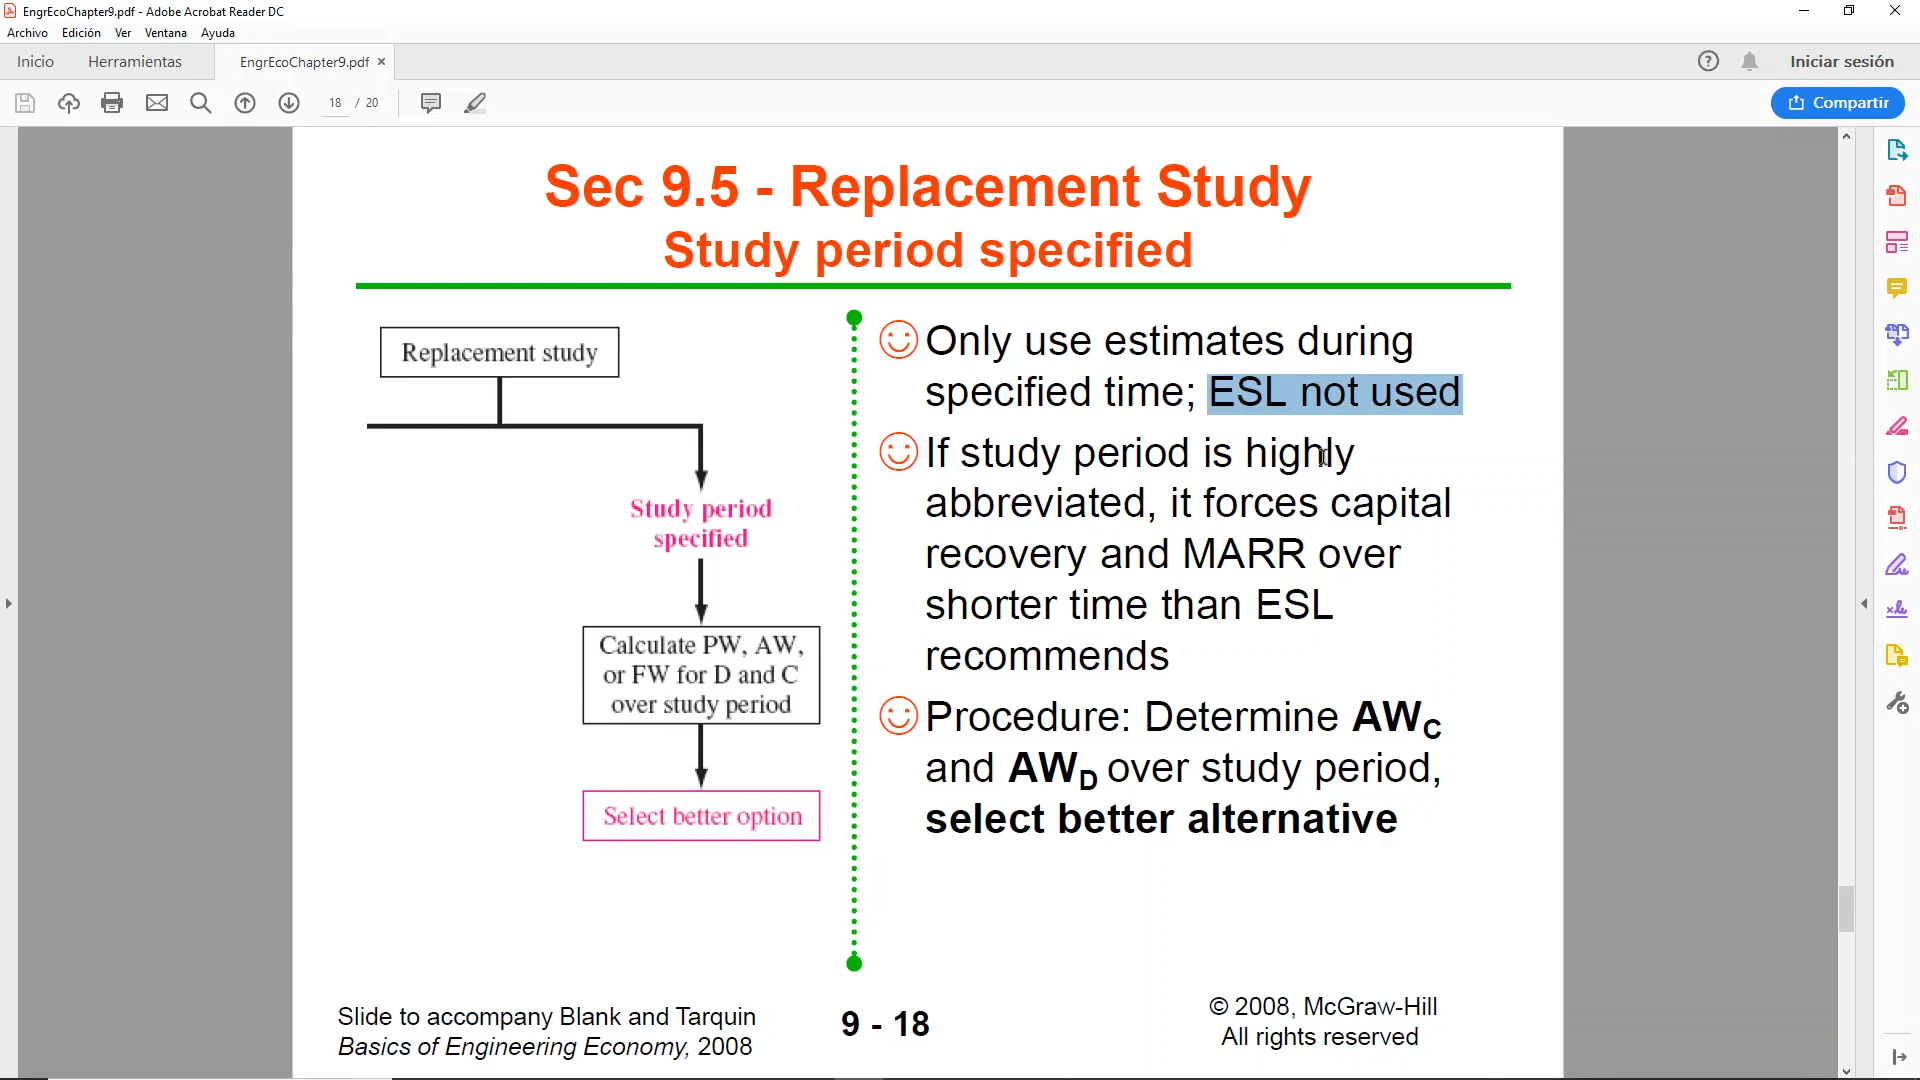 EngrEcoChapter9.pdf - Adobe Acrobat Reader DC
Archivo Edición Ver Ventana Ayuda
Inicio Herramientas EngrEcoChapter9.pdf × Iniciar sesión
18 / 20 Compartir
Sec 9.5 - Replacement Study
Study period specified
Replacement study
Study period
specified
Calculate PW, AW,
or FW for D and C
over study period
Select better option
Only use estimates during
specified time; ESL not used
If study period is highly
abbreviated, it forces capital
recovery and MARR over
shorter time than ESL
recommends
Procedure: Determine AWC
and AWD over study period,
select better alternative
Slide to accompany Blank and Tarquin
Basics of Engineering Economy, 2008
9 - 18
© 2008, McGraw-Hill
All rights reserved